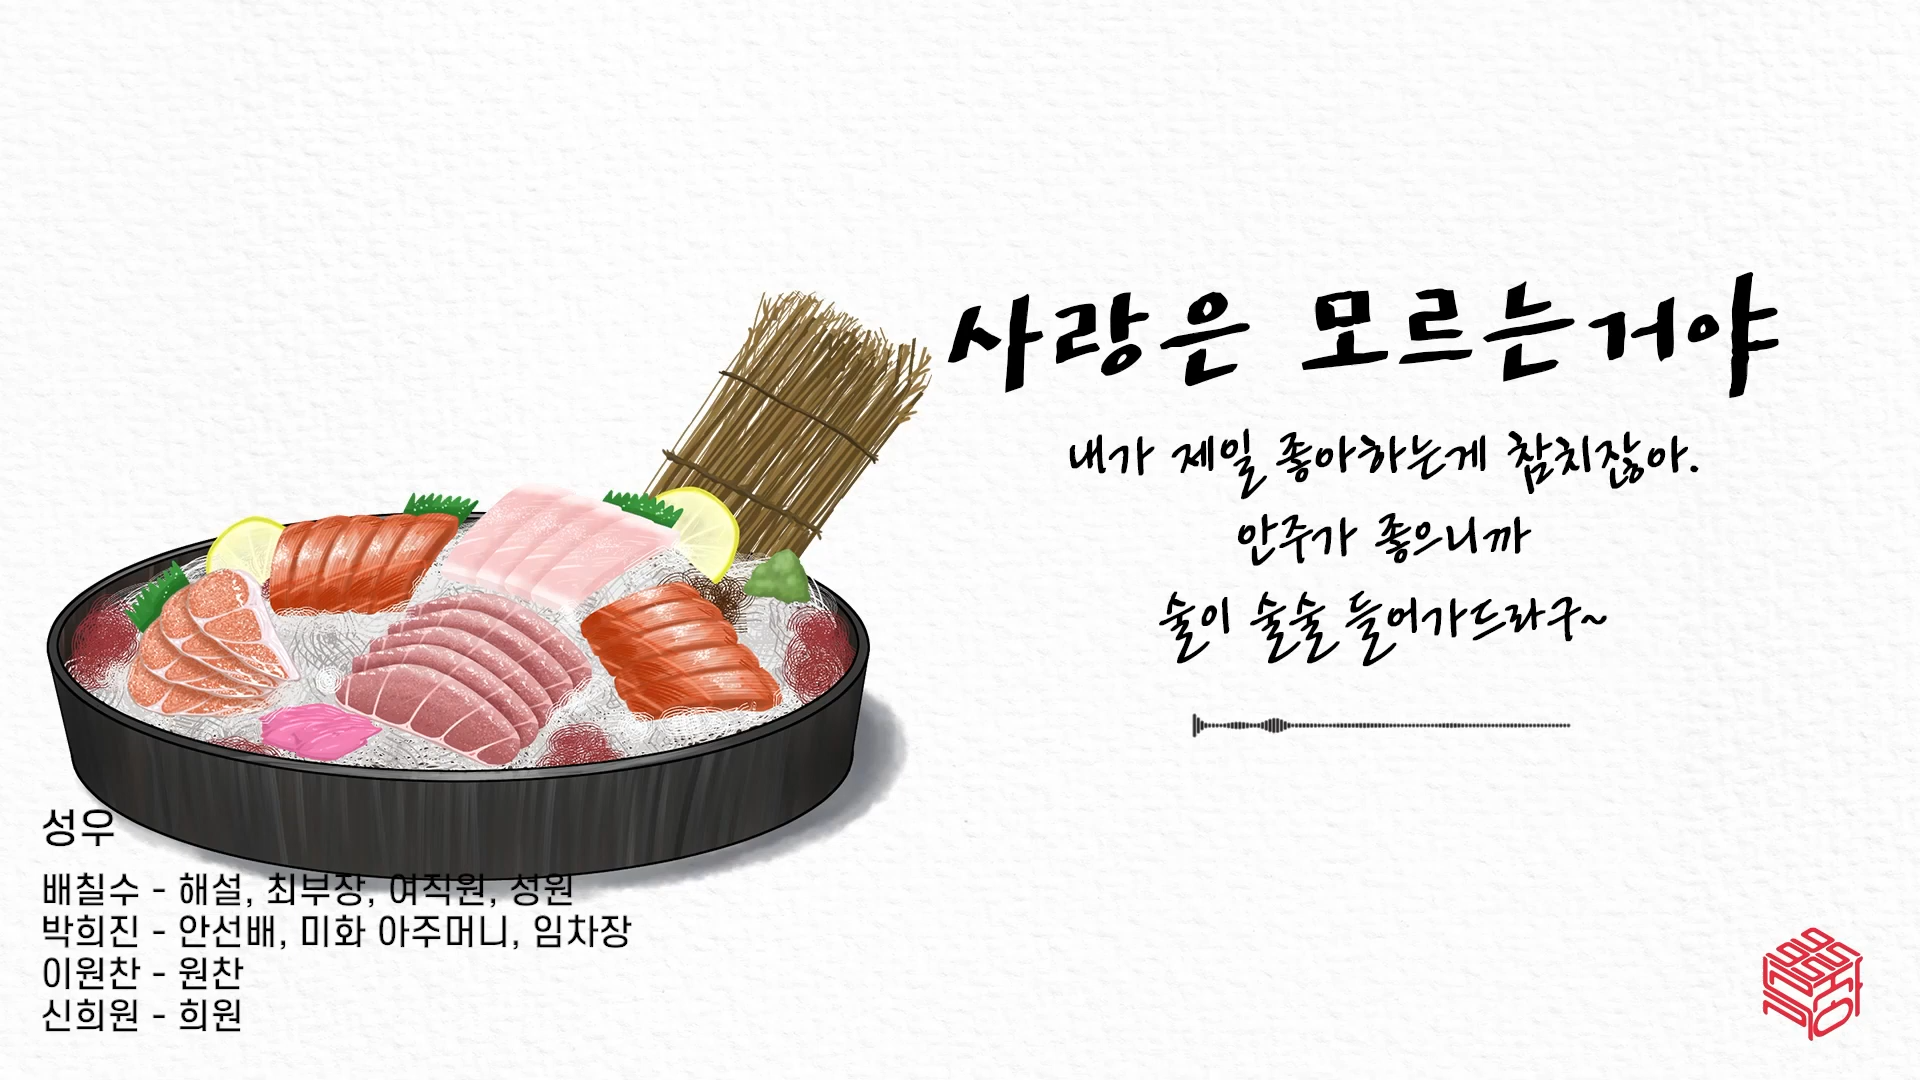 사랑은 모르는거야
내가 제일 좋아하는게 참치잖아.
안주가 좋으니까
술이 술술 들어가드라구~
성우
배칠수 - 해설, 최부장, 여직원, 성원
박희진 - 안선배, 미화 아주머니, 임차장
이원찬 - 원찬
신희원 - 희원